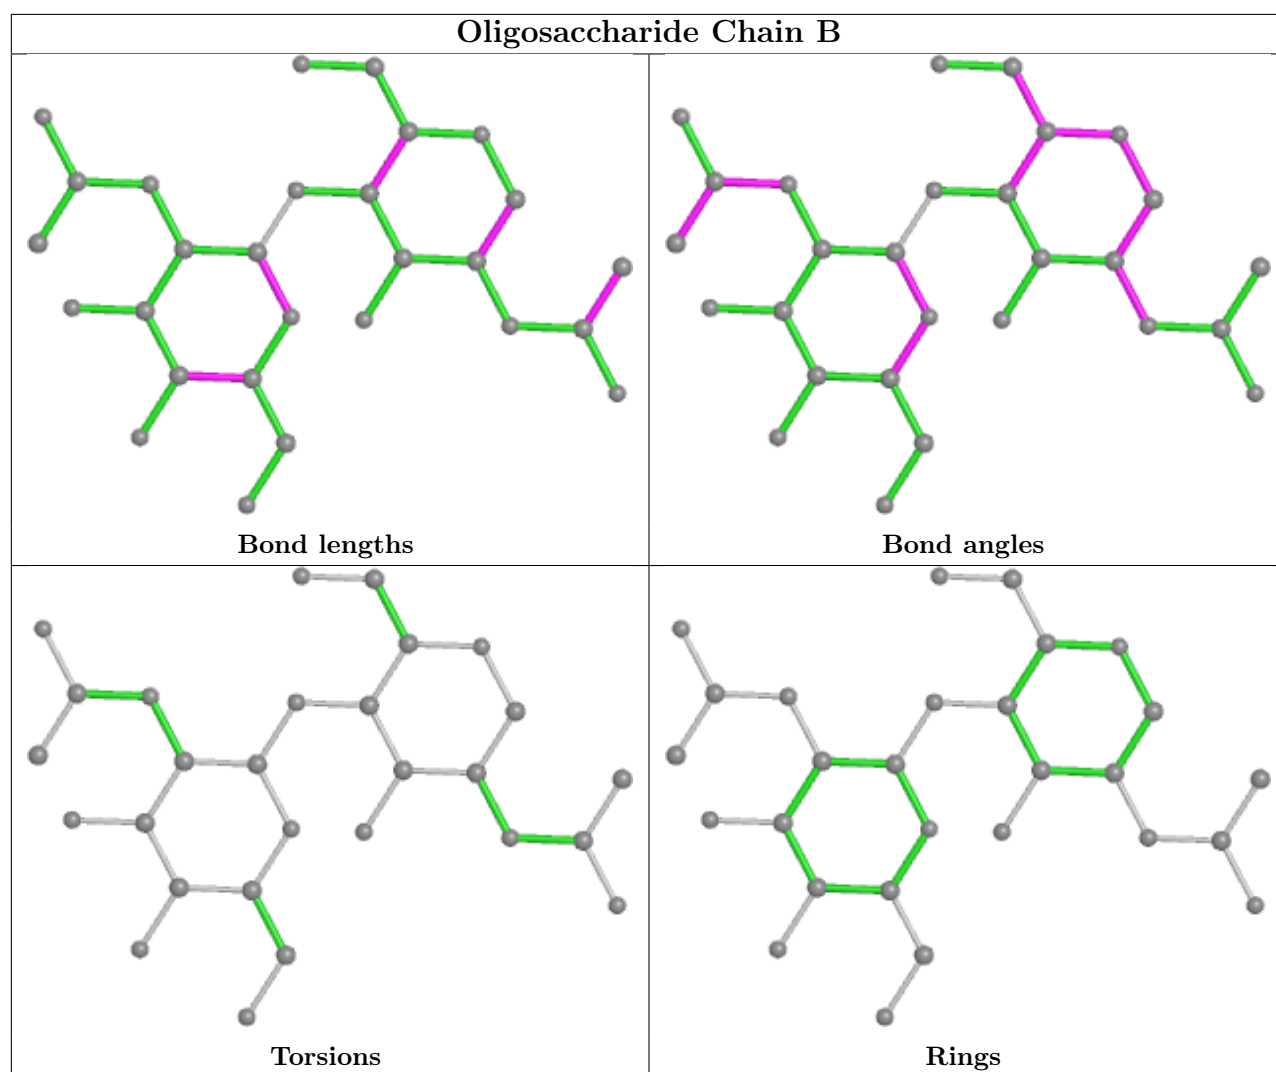 Oligosaccharide Chain B
Bond lengths
Bond angles
Torsions
Rings